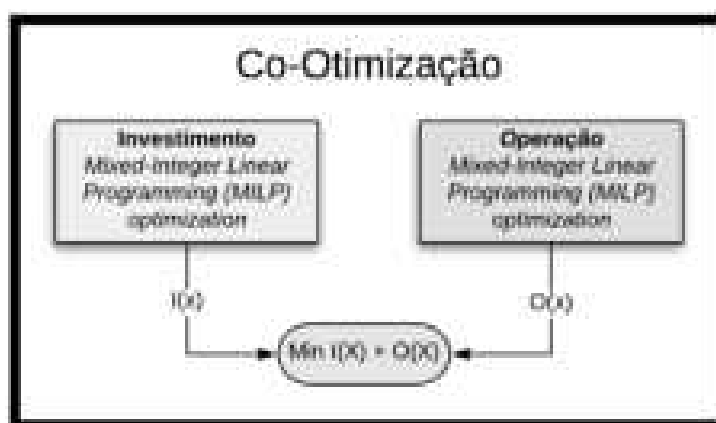 Co-Otimização
Investimento
Mixed-Integer Linear
Programming (MILP)
optimization
Operação
Mixed-Integer Linear
Programming (MILP)
optimization
I(x)
O(x)
Min I(X) + O(X)